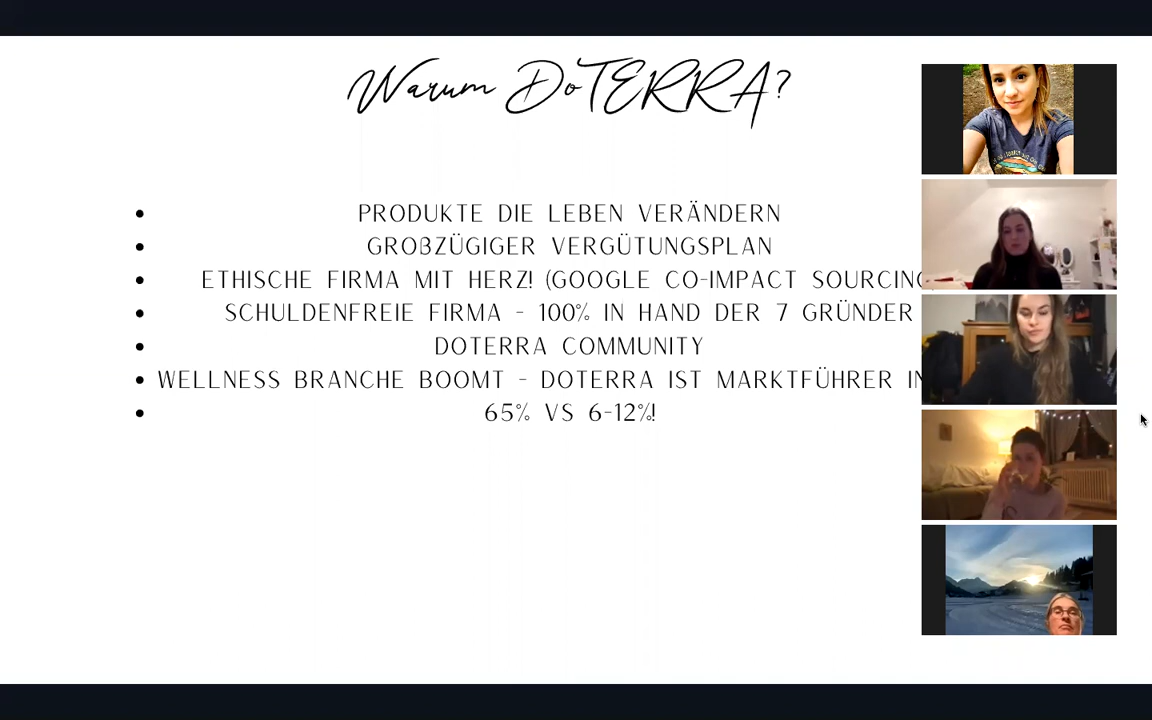 Warum DoTERRA?
PRODUKTE DIE LEBEN VERÄNDERN
GROßZÜGIGER VERGÜTUNGSPLAN
ETHISCHE FIRMA MIT HERZ! (GOOGLE CO-IMPACT SOURCING
SCHULDENFREIE FIRMA - 100% IN HAND DER 7 GRÜNDER
DOTERRA COMMUNITY
WELLNESS BRANCHE BOOMT - DOTERRA IST MARKTFÜHRER IN
65% VS 6-12%!